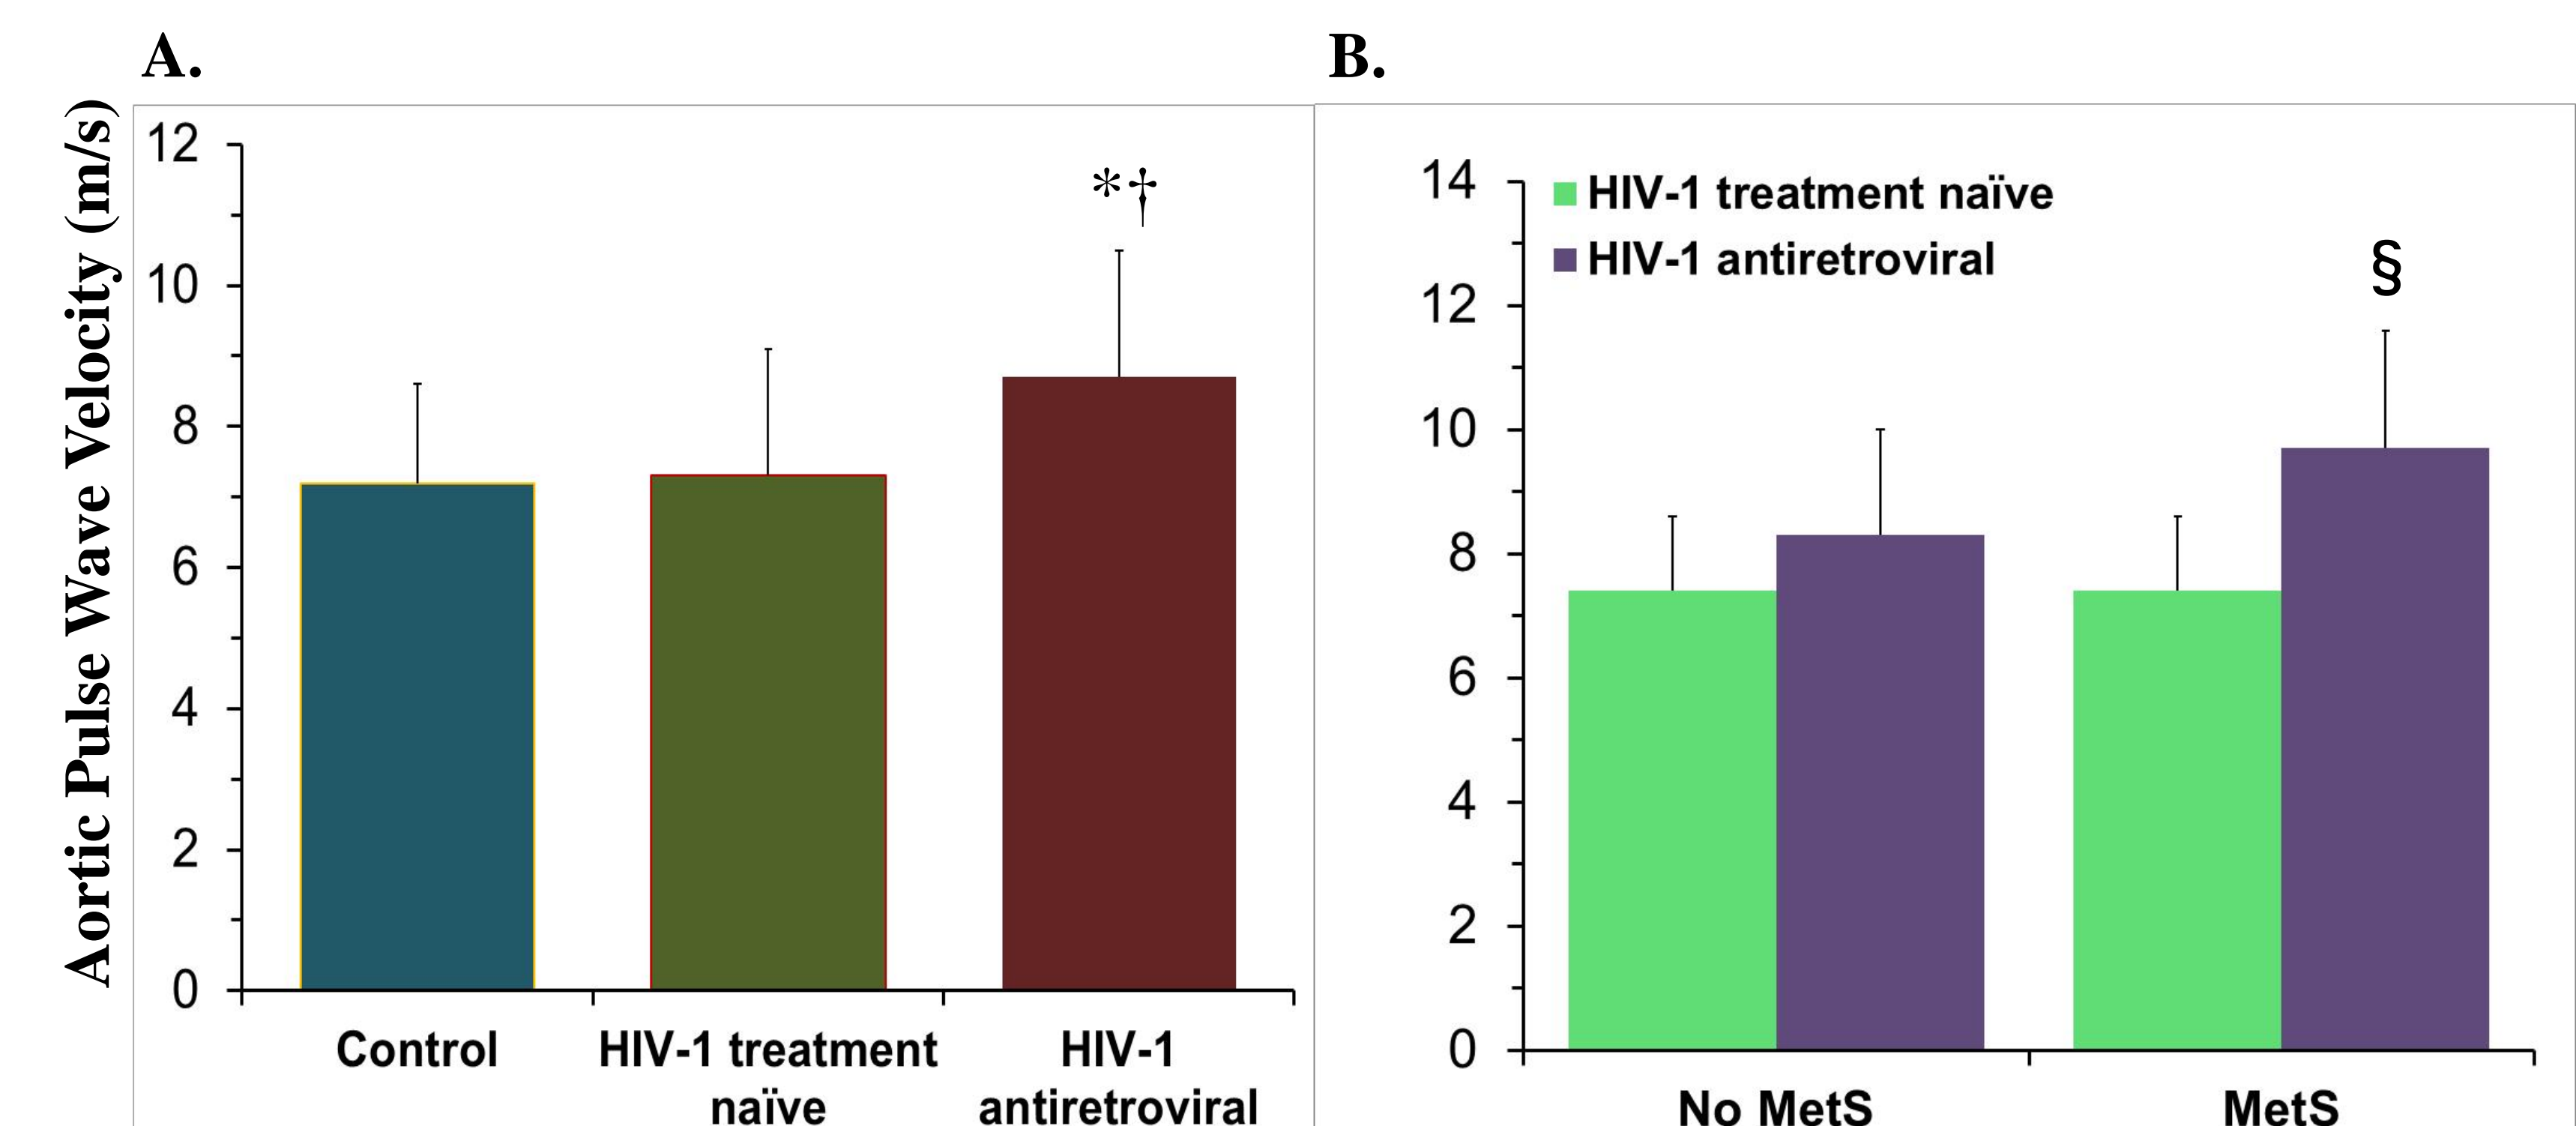 A.
Aortic Pulse Wave Velocity (m/s)
12
10
8
6
4
2
0
*†
Control
HIV-1 treatment
naïve
HIV-1
antiretroviral
B.
14
12
10
8
6
4
2
0
HIV-1 treatment naïve
HIV-1 antiretroviral
§
No MetS
MetS